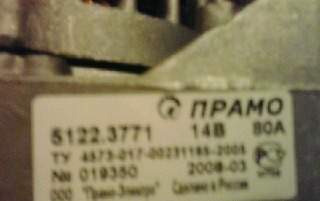 ПРАМО
5122.3771 14В 80А
ТУ 4573-017-00231185-2005
№ 019350 2008-03
ООО "Прамо-Электро" Сделано в России